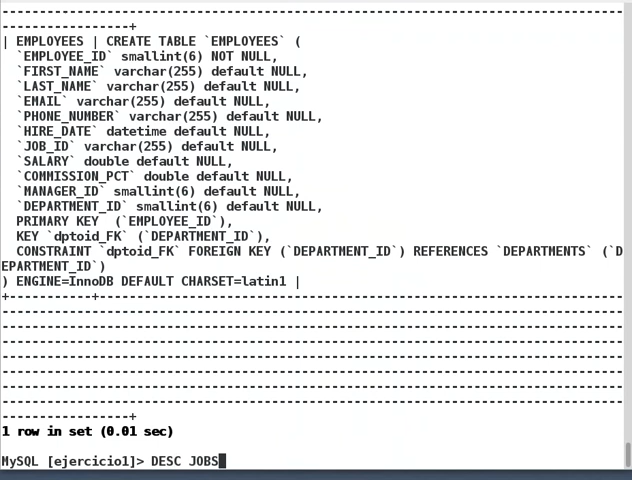 --------------------------------------------------------------------------------
-----------------+
| EMPLOYEES | CREATE TABLE `EMPLOYEES` (
  `EMPLOYEE_ID` smallint(6) NOT NULL,
  `FIRST_NAME` varchar(255) default NULL,
  `LAST_NAME` varchar(255) default NULL,
  `EMAIL` varchar(255) default NULL,
  `PHONE_NUMBER` varchar(255) default NULL,
  `HIRE_DATE` datetime default NULL,
  `JOB_ID` varchar(255) default NULL,
  `SALARY` double default NULL,
  `COMMISSION_PCT` double default NULL,
  `MANAGER_ID` smallint(6) default NULL,
  `DEPARTMENT_ID` smallint(6) default NULL,
  PRIMARY KEY  (`EMPLOYEE_ID`),
  KEY `dptoid_FK` (`DEPARTMENT_ID`),
  CONSTRAINT `dptoid_FK` FOREIGN KEY (`DEPARTMENT_ID`) REFERENCES `DEPARTMENTS` (`D
EPARTMENT_ID`)
) ENGINE=InnoDB DEFAULT CHARSET=latin1 |
+-----------+----------------------------------------------------------------------
-----------------------------------------------------------------------------------
-----------------------------------------------------------------------------------
-----------------------------------------------------------------------------------
-----------------------------------------------------------------------------------
-----------------------------------------------------------------------------------
-----------------------------------------------------------------------------------
-----------------------------------------------------------------------------------
-----------------+
1 row in set (0.01 sec)
MySQL [ejercicio1]> DESC JOBS